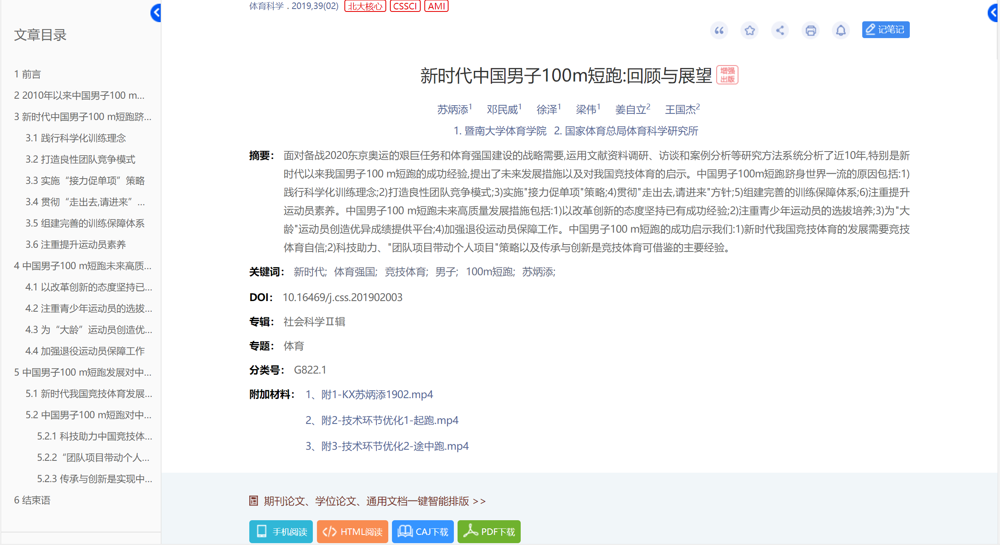 文章目录
1 前言
2 2010年以来中国男子100 m...
3 新时代中国男子100 m短跑跻...
3.1 践行科学化训练理念
3.2 打造良性团队竞争模式
3.3 实施“接力促单项”策略
3.4 贯彻“走出去,请进来”...
3.5 组建完善的训练保障体系
3.6 注重提升运动员素养
4 中国男子100 m短跑未来高质...
4.1 以改革创新的态度坚持已...
4.2 注重青少年运动员的选拔...
4.3 为“大龄”运动员创造优...
4.4 加强退役运动员保障工作
5 中国男子100 m短跑发展对中...
5.1 新时代我国竞技体育发展...
5.2 中国男子100 m短跑对中...
5.2.1 科技助力中国竞技体...
5.2.2 “团队项目带动个人...
5.2.3 传承与创新是实现中...
6 结束语
体育科学 . 2019,39(02) 北大核心 CSSCI AMI
记笔记
新时代中国男子100m短跑:回顾与展望 增强出版
苏炳添1 邓民威1 徐泽1 梁伟1 姜自立2 王国杰2
1. 暨南大学体育学院 2. 国家体育总局体育科学研究所
摘要： 面对备战2020东京奥运的艰巨任务和体育强国建设的战略需要,运用文献资料调研、访谈和案例分析等研究方法系统分析了近10年,特别是新
时代以来我国男子100 m短跑的成功经验,提出了未来发展措施以及对我国竞技体育的启示。中国男子100m短跑跻身世界一流的原因包括:1)
践行科学化训练理念;2)打造良性团队竞争模式;3)实施"接力促单项"策略;4)贯彻"走出去,请进来"方针;5)组建完善的训练保障体系;6)注重提升
运动员素养。中国男子100 m短跑未来高质量发展措施包括:1)以改革创新的态度坚持已有成功经验;2)注重青少年运动员的选拔培养;3)为"大
龄"运动员创造优异成绩提供平台;4)加强退役运动员保障工作。中国男子100 m短跑的成功启示我们:1)新时代我国竞技体育的发展需要竞技
体育自信;2)科技助力、"团队项目带动个人项目"策略以及传承与创新是竞技体育可借鉴的主要经验。
关键词： 新时代; 体育强国; 竞技体育; 男子; 100m短跑; 苏炳添;
DOI： 10.16469/j.css.201902003
专辑： 社会科学Ⅱ辑
专题： 体育
分类号： G822.1
附加材料： 1、附1-KX苏炳添1902.mp4
2、附2-技术环节优化1-起跑.mp4
3、附3-技术环节优化2-途中跑.mp4
期刊论文、学位论文、通用文档一键智能排版 >>
手机阅读 HTML阅读 CAJ下载 PDF下载